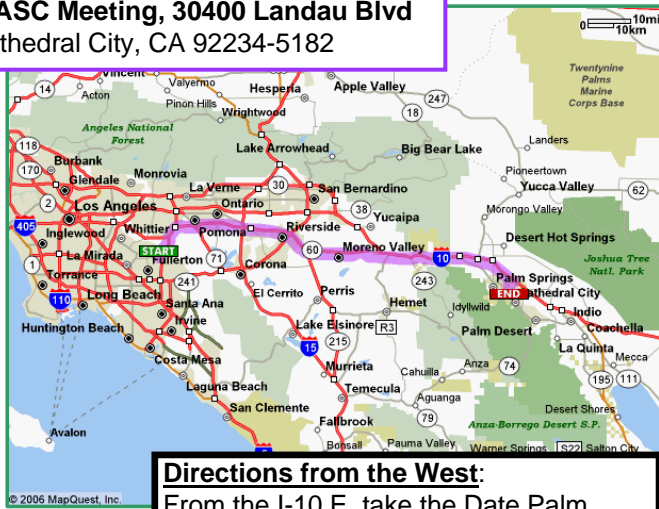 ASC Meeting, 30400 Landau Blvd
thedral City, CA 92234-5182
0 10mi
10km
Vincent
Valyermo
Hesperia
Apple Valley
247
Twentynine
Palms
Marine
Corps Base
14
Acton
Pinon Hills
Wrightwood
18
Angeles National
Forest
118
Lake Arrowhead
Big Bear Lake
Landers
Burbank
170
Glendale
Monrovia
Pioneertown
La Verne
30
San Bernardino
Yucca Valley
62
2
Los Angeles
Ontario
38
Yucaipa
Morongo Valley
405
Inglewood
Whittier
Pomona
Riverside
Desert Hot Springs
START
60
Moreno Valley
10
Joshua Tree
Natl. Park
1
La Mirada
Fullerton
71
Corona
Torrance
241
243
Palm Springs
END
athedral City
110
Long Beach
Santa Ana
El Cerrito
Perris
Hemet
Idyllwild
Indio
Huntington Beach
Irvine
Lake Elsinore
R3
Palm Desert
Coachella
Costa Mesa
15
215
La Quinta
Mecca
Laguna Beach
Murrieta
Cahuilla
Anza
74
195
111
Temecula
Aguanga
San Clemente
79
Desert Shores
Fallbrook
Anza-Borrego Desert S.P.
Avalon
5
Bonsall
Pauma Valley
Warner Springs
S22
Salton City
Directions from the West:
© 2006 MapQuest, Inc.
From the I-10 E, take the Date Palm